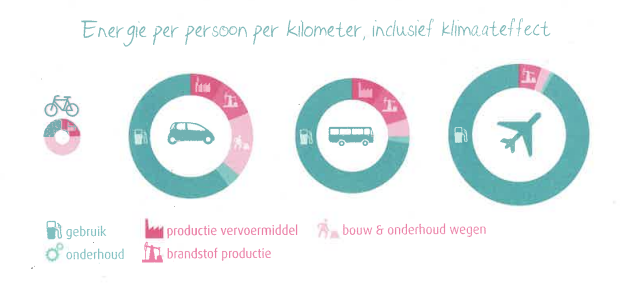 Energie per persoon per kilometer, inclusief klimaateffect
gebruik
productie vervoermiddel
bouw & onderhoud wegen
onderhoud
brandstof productie